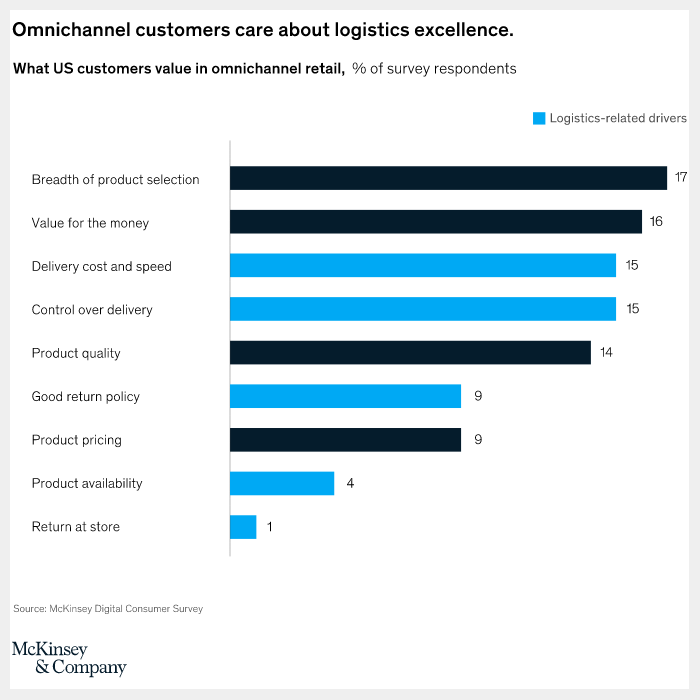 Omnichannel customers care about logistics excellence.
What US customers value in omnichannel retail, % of survey respondents
Logistics-related drivers
Breadth of product selection 17
Value for the money 16
Delivery cost and speed 15
Control over delivery 15
Product quality 14
Good return policy 9
Product pricing 9
Product availability 4
Return at store 1
Source: McKinsey Digital Consumer Survey
McKinsey
& Company